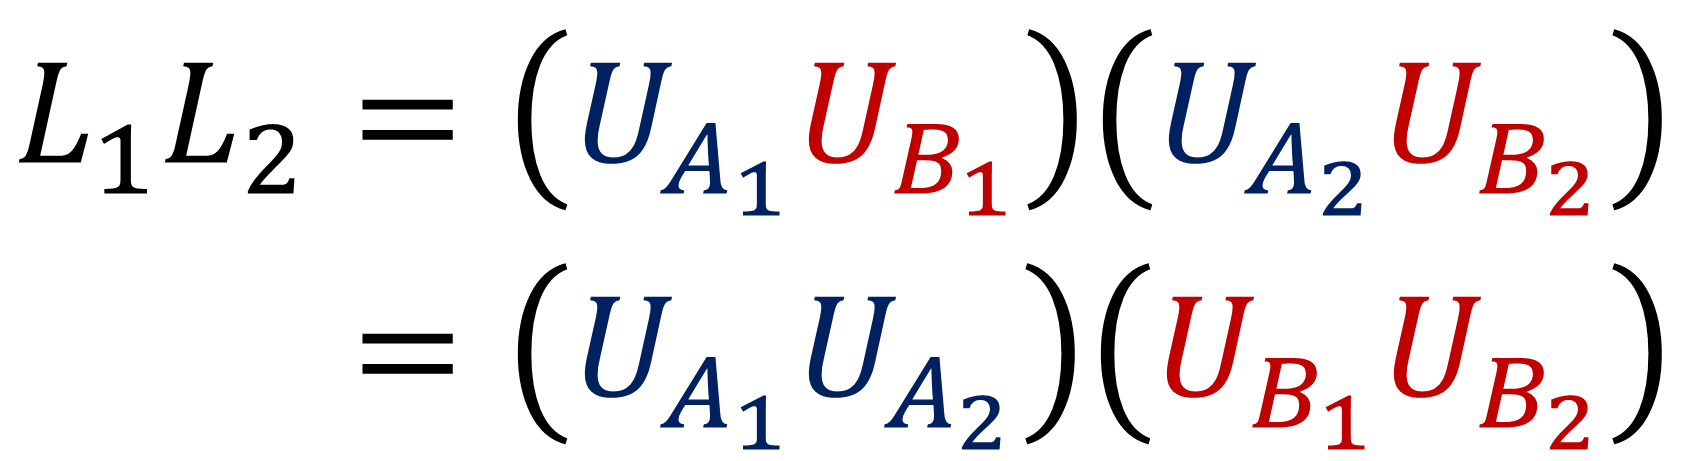 L₁L₂ = (U_{A₁}U_{B₁})(U_{A₂}U_{B₂})
= (U_{A₁}U_{A₂})(U_{B₁}U_{B₂})